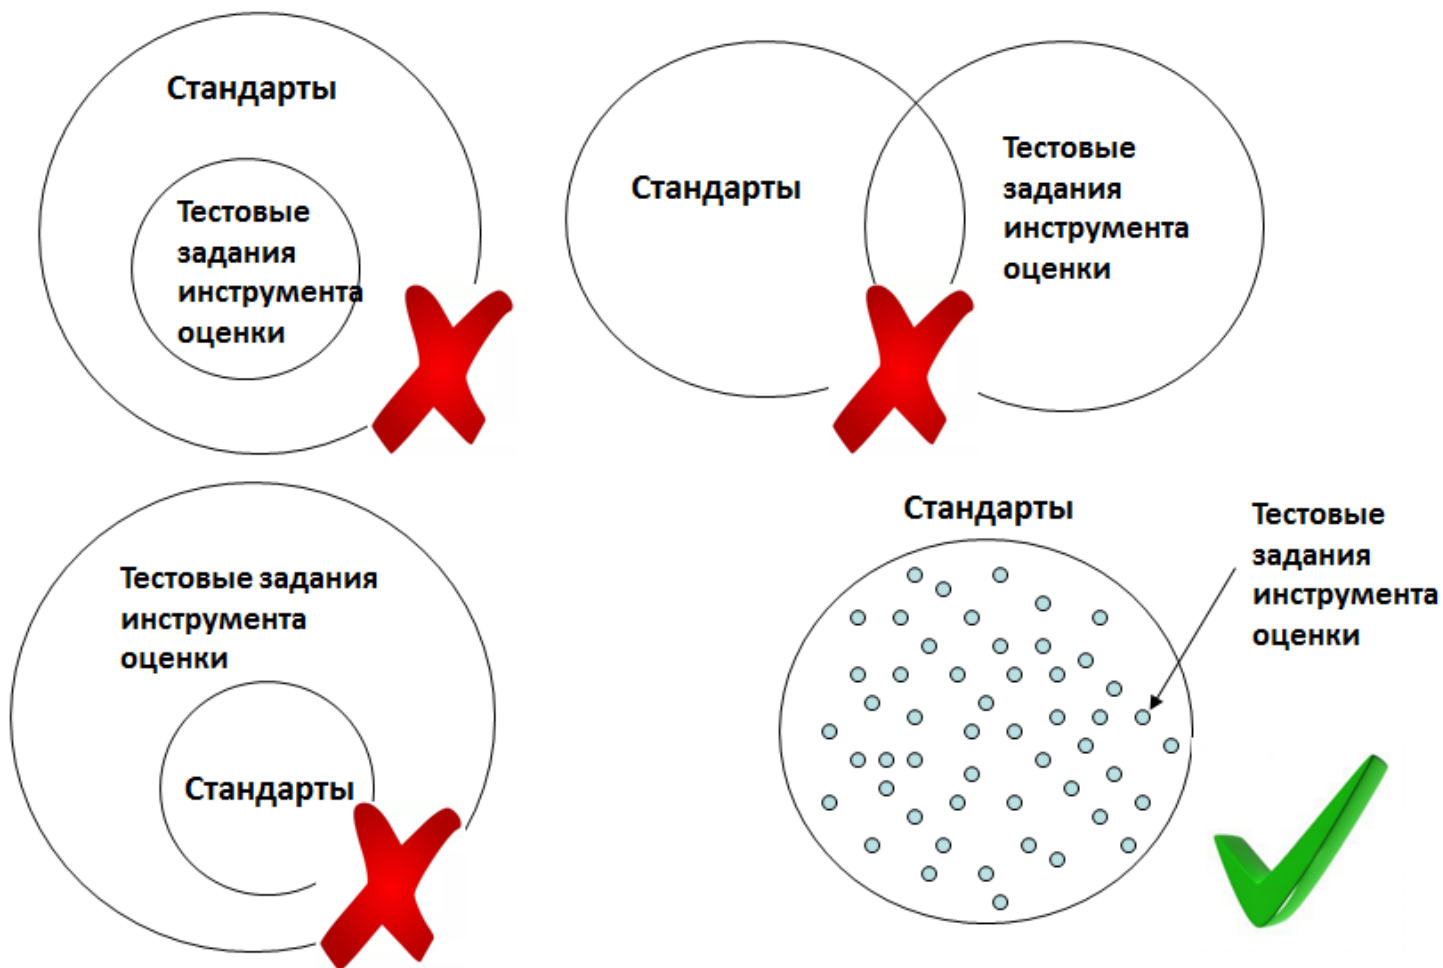 Стандарты
Тестовые
задания
инструмента
оценки
Стандарты
Тестовые
задания
инструмента
оценки
Тестовые задания
инструмента
оценки
Стандарты
Стандарты
Тестовые
задания
инструмента
оценки